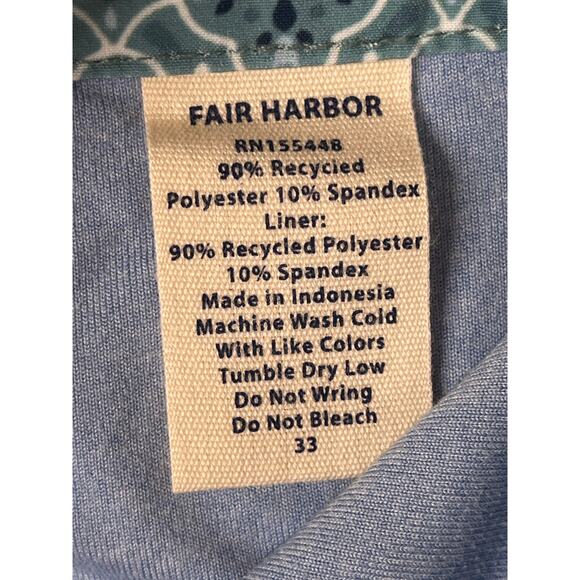 FAIR HARBOR
RN155448
90% Recycled
Polyester 10% Spandex
Liner:
90% Recycled Polyester
10% Spandex
Made in Indonesia
Machine Wash Cold
With Like Colors
Tumble Dry Low
Do Not Wring
Do Not Bleach
33